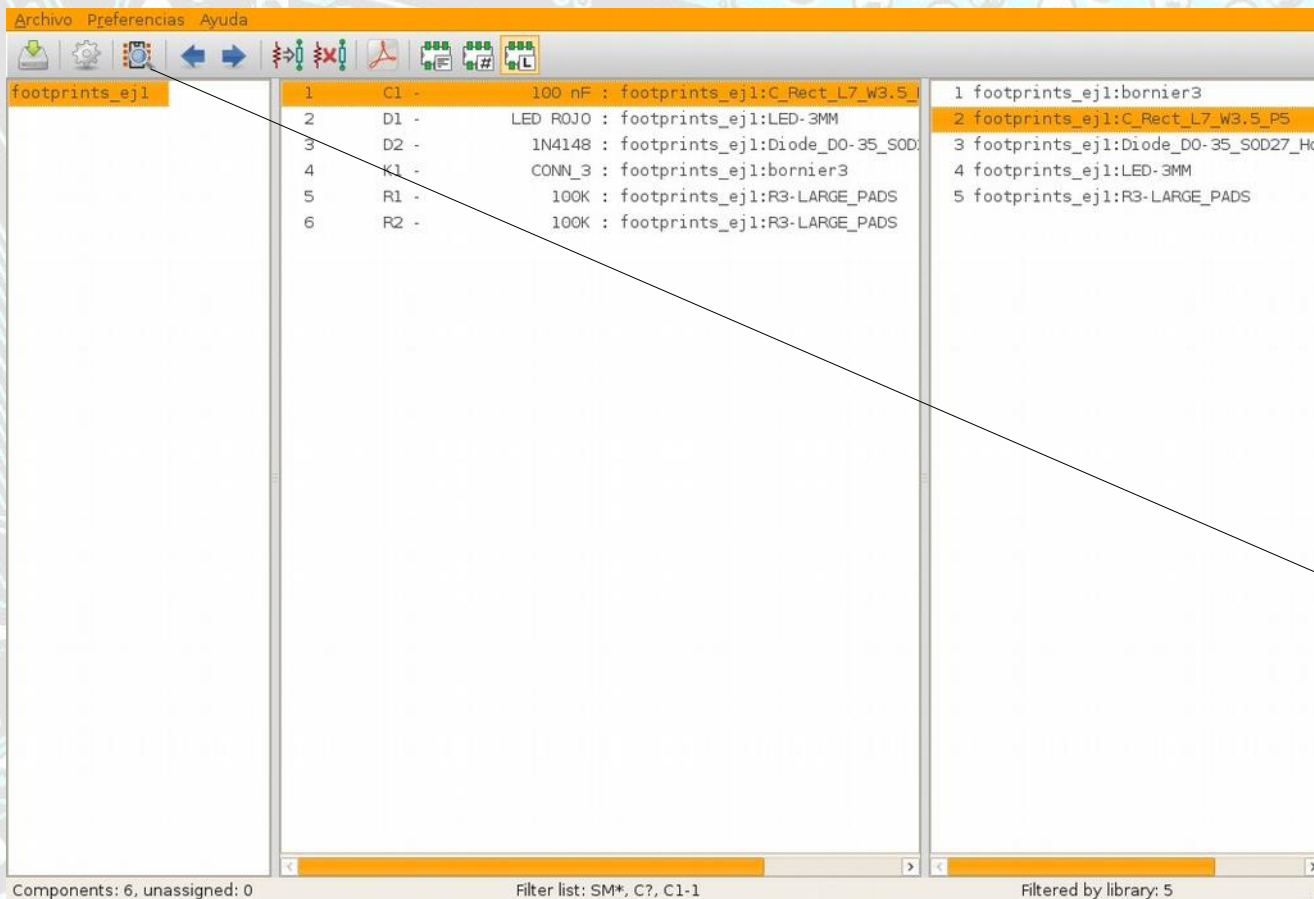 Archivo Preferencias Ayuda
footprints_ej1
1 C1 - 100 nF : footprints_ej1:C_Rect_L7_W3.5_
2 D1 - LED ROJO : footprints_ej1:LED-3MM
3 D2 - 1N4148 : footprints_ej1:Diode_DO-35_SOD
4 K1 - CONN_3 : footprints_ej1:bornier3
5 R1 - 100K : footprints_ej1:R3-LARGE_PADS
6 R2 - 100K : footprints_ej1:R3-LARGE_PADS
1 footprints_ej1:bornier3
2 footprints_ej1:C_Rect_L7_W3.5_P5
3 footprints_ej1:Diode_DO-35_SOD27_Ho
4 footprints_ej1:LED-3MM
5 footprints_ej1:R3-LARGE_PADS
Components: 6, unassigned: 0
Filter list: SM*, C?, C1-1
Filtered by library: 5